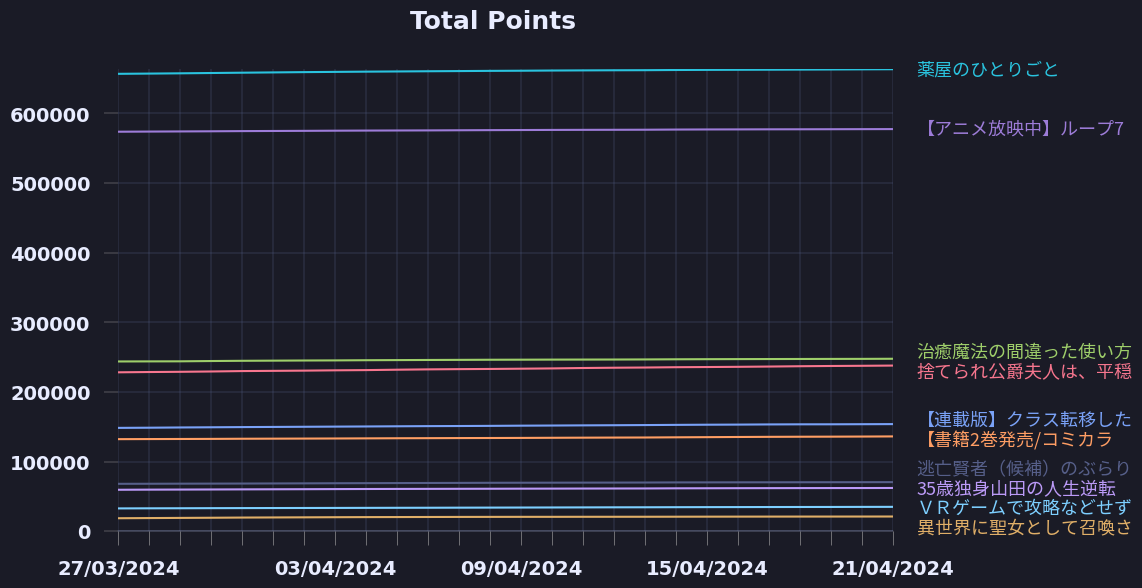 Total Points
600000
500000
400000
300000
200000
100000
0
薬屋のひとりごと
【アニメ放映中】ループ7
治癒魔法の間違った使い方
捨てられ公爵夫人は、平穏
【連載版】クラス転移した
【書籍2巻発売/コミカラ
逃亡賢者（候補）のぶらり
35歳独身山田の人生逆転
ＶＲゲームで攻略などせず
異世界に聖女として召喚さ
27/03/2024 03/04/2024 09/04/2024 15/04/2024 21/04/2024